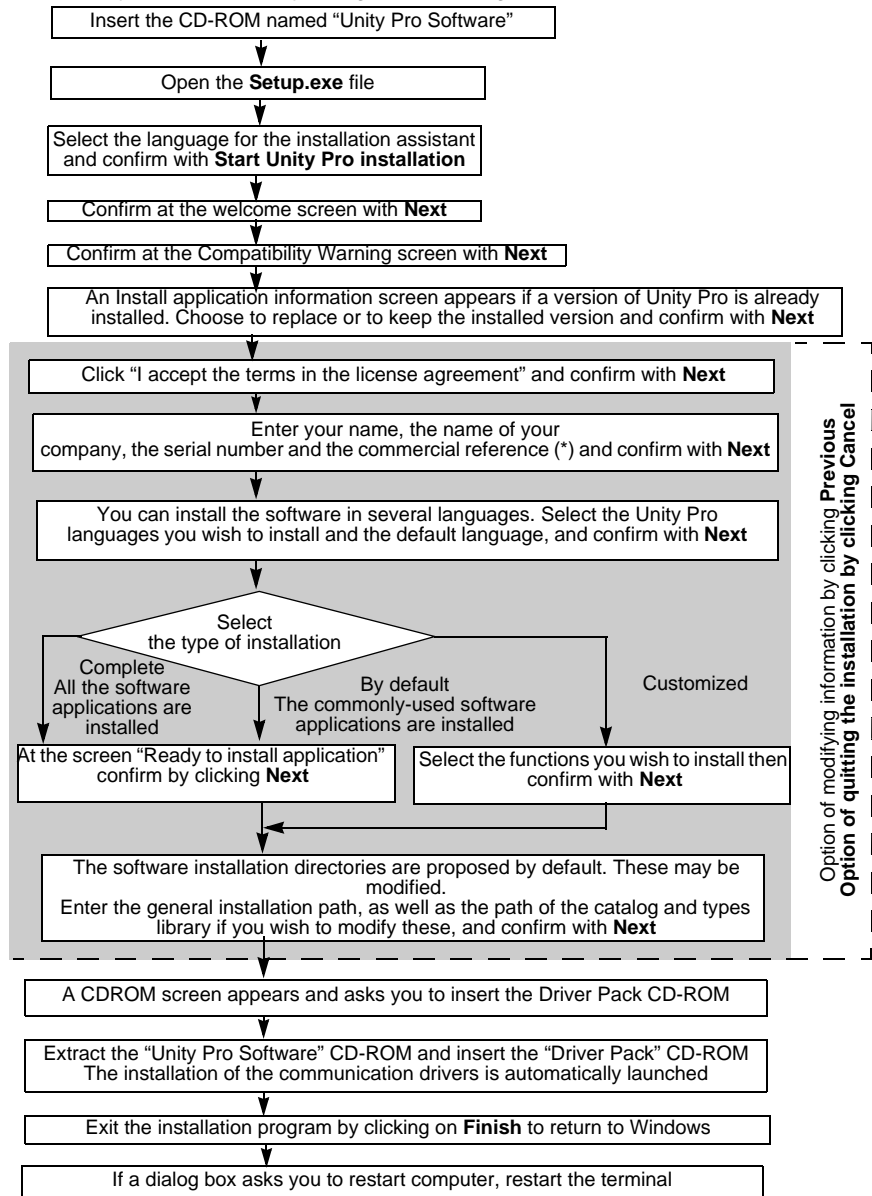 Insert the CD-ROM named “Unity Pro Software”
Open the Setup.exe file
Select the language for the installation assistant
and confirm with Start Unity Pro installation
Confirm at the welcome screen with Next
Confirm at the Compatibility Warning screen with Next
An Install application information screen appears if a version of Unity Pro is already
installed. Choose to replace or to keep the installed version and confirm with Next
Click “I accept the terms in the license agreement” and confirm with Next
Enter your name, the name of your
company, the serial number and the commercial reference (*) and confirm with Next
You can install the software in several languages. Select the Unity Pro
languages you wish to install and the default language, and confirm with Next
Select
the type of installation
Complete
All the software
applications are
installed
By default
The commonly-used software
applications are installed
Customized
At the screen “Ready to install application”
confirm by clicking Next
Select the functions you wish to install then
confirm with Next
The software installation directories are proposed by default. These may be
modified.
Enter the general installation path, as well as the path of the catalog and types
library if you wish to modify these, and confirm with Next
Option of modifying information by clicking Previous
Option of quitting the installation by clicking Cancel
A CDROM screen appears and asks you to insert the Driver Pack CD-ROM
Extract the “Unity Pro Software” CD-ROM and insert the “Driver Pack” CD-ROM
The installation of the communication drivers is automatically launched
Exit the installation program by clicking on Finish to return to Windows
If a dialog box asks you to restart computer, restart the terminal